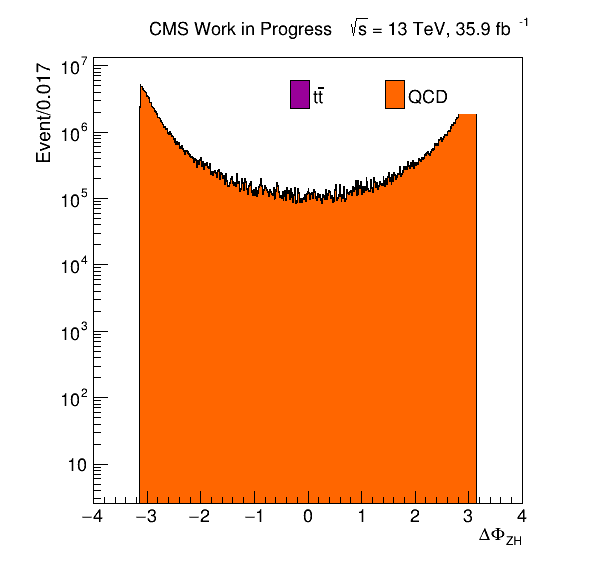 CMS Work in Progress √s = 13 TeV, 35.9 fb⁻¹
Event/0.017
10⁷
10⁶
10⁵
10⁴
10³
10²
10
tt̄
QCD
−4 −3 −2 −1 0 1 2 3 4
ΔΦ_ZH